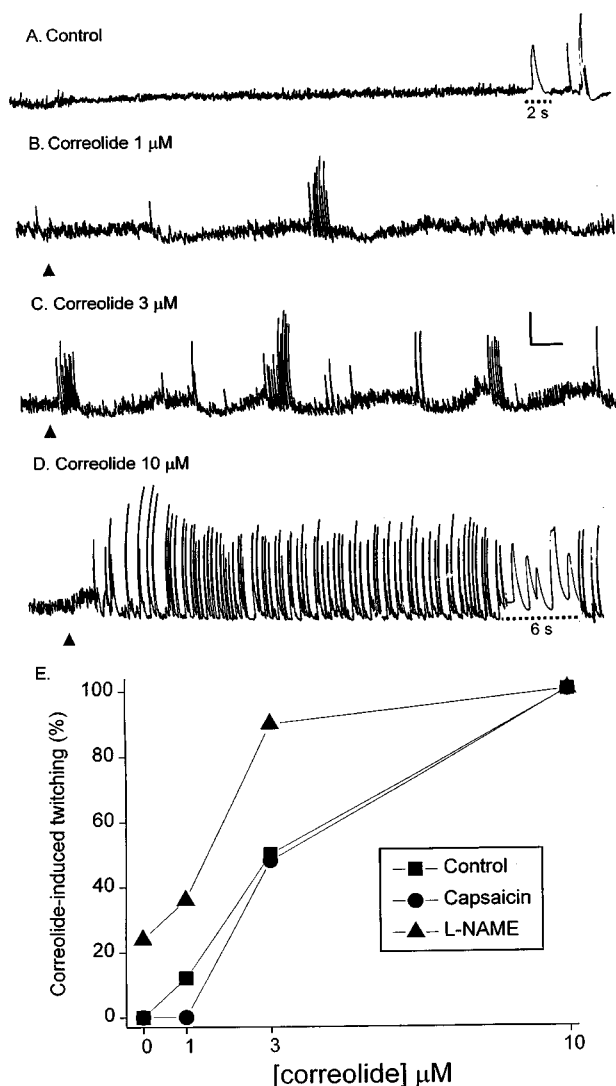 A. Control
2 s
B. Correolide 1 μM
C. Correolide 3 μM
D. Correolide 10 μM
6 s
E.
Correolide-induced twitching (%)
100
80
60
40
20
0
Control
Capsaicin
L-NAME
0
1
3
10
[correolide] μM